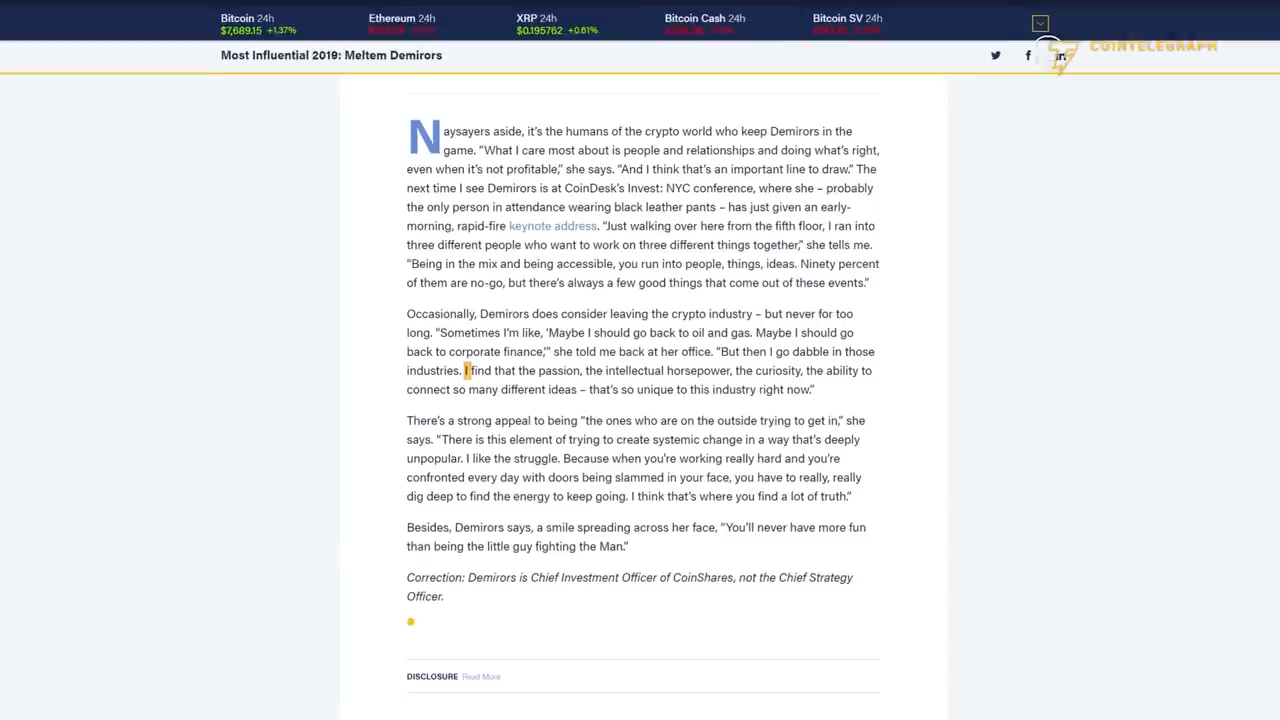 Bitcoin 24h Ethereum 24h XRP 24h Bitcoin Cash 24h Bitcoin SV 24h
$7,689.15 +1.37% $0.195762 +0.61%
COINTELEGRAPH
Most Influential 2019: Meltem Demirors
Naysayers aside, it's the humans of the crypto world who keep Demirors in the
game. “What I care most about is people and relationships and doing what's right,
even when it's not profitable,” she says. “And I think that's an important line to draw.” The
next time I see Demirors is at CoinDesk's Invest: NYC conference, where she – probably
the only person in attendance wearing black leather pants – has just given an early-
morning, rapid-fire keynote address. “Just walking over here from the fifth floor, I ran into
three different people who want to work on three different things together,” she tells me.
“Being in the mix and being accessible, you run into people, things, ideas. Ninety percent
of them are no-go, but there's always a few good things that come out of these events.”
Occasionally, Demirors does consider leaving the crypto industry – but never for too
long. “Sometimes I'm like, ‘Maybe I should go back to oil and gas. Maybe I should go
back to corporate finance,’” she told me back at her office. “But then I go dabble in those
industries. I find that the passion, the intellectual horsepower, the curiosity, the ability to
connect so many different ideas – that's so unique to this industry right now.”
There's a strong appeal to being “the ones who are on the outside trying to get in,” she
says. “There is this element of trying to create systemic change in a way that's deeply
unpopular. I like the struggle. Because when you're working really hard and you're
confronted every day with doors being slammed in your face, you have to really, really
dig deep to find the energy to keep going. I think that's where you find a lot of truth.”
Besides, Demirors says, a smile spreading across her face, “You'll never have more fun
than being the little guy fighting the Man.”
Correction: Demirors is Chief Investment Officer of CoinShares, not the Chief Strategy
Officer.
DISCLOSURE Read More